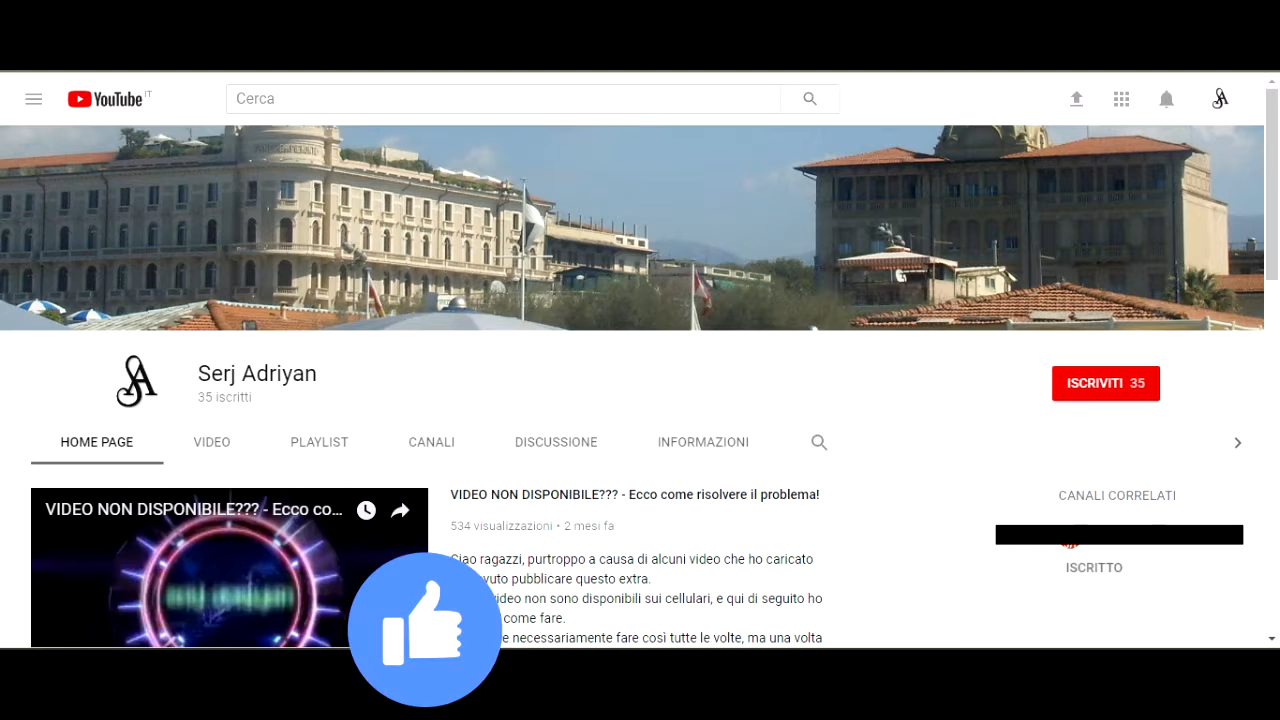 YouTube IT
Cerca
Serj Adriyan
35 iscritti
ISCRIVITI 35
HOME PAGE
VIDEO
PLAYLIST
CANALI
DISCUSSIONE
INFORMAZIONI
VIDEO NON DISPONIBILE??? - Ecco co...
VIDEO NON DISPONIBILE??? - Ecco come risolvere il problema!
534 visualizzazioni • 2 mesi fa
Ciao ragazzi, purtroppo a causa di alcuni video che ho caricato
pubblicare questo extra.
non sono disponibili sui cellulari, e qui di seguito ho
come fare.
necessariamente fare così tutte le volte, ma una volta
CANALI CORRELATI
ISCRITTO